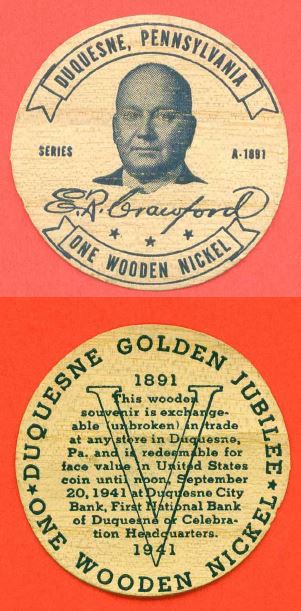 DUQUESNE, PENNSYLVANIA
SERIES A-1891
E.R. Crawford
ONE WOODEN NICKEL
DUQUESNE GOLDEN JUBILEE
1891
This wooden
souvenir is exchange-
able (unbroken) in trade
at any store in Duquesne,
Pa. and is redeemable for
face value in United States
coin until noon, September
20, 1941 at Duquesne City
Bank, First National Bank
of Duquesne or Celebra-
tion Headquarters.
1941
V
ONE WOODEN NICKEL